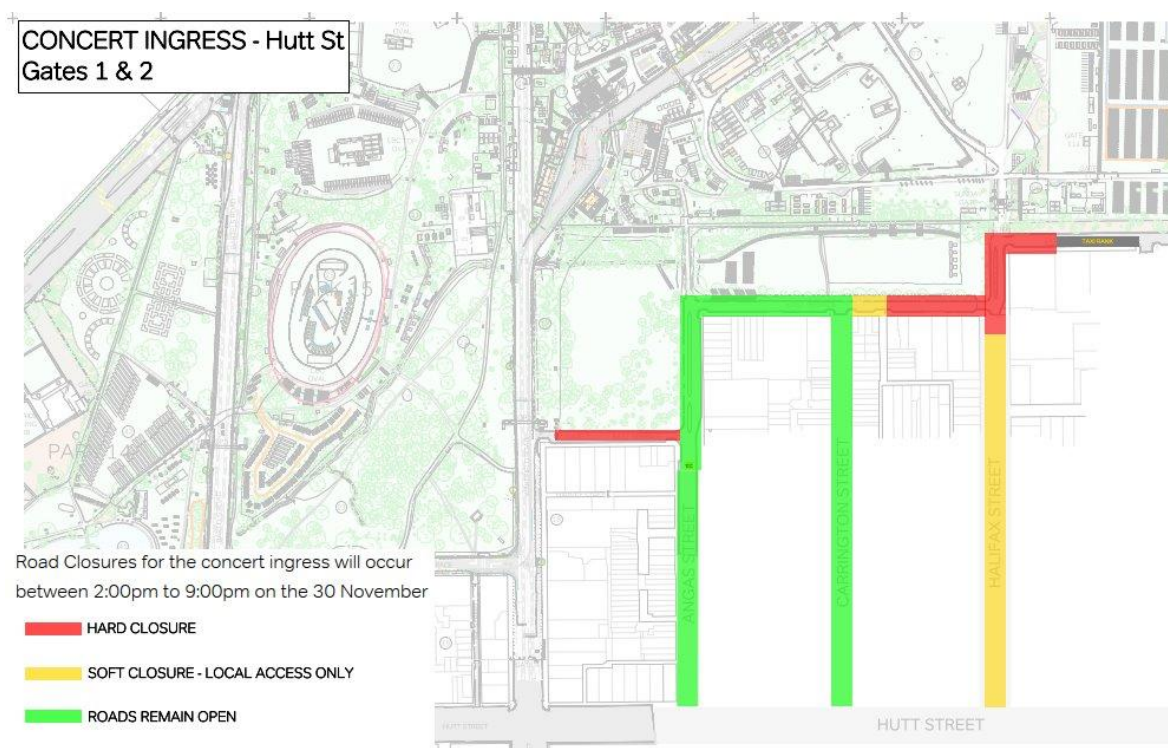 CONCERT INGRESS - Hutt St
Gates 1 & 2
TAXI RANK
ANGAS STREET
CARRINGTON STREET
HALIFAX STREET
Road Closures for the concert ingress will occur
between 2:00pm to 9:00pm on the 30 November
HARD CLOSURE
SOFT CLOSURE - LOCAL ACCESS ONLY
ROADS REMAIN OPEN
HUTT STREET
HUTT STREET